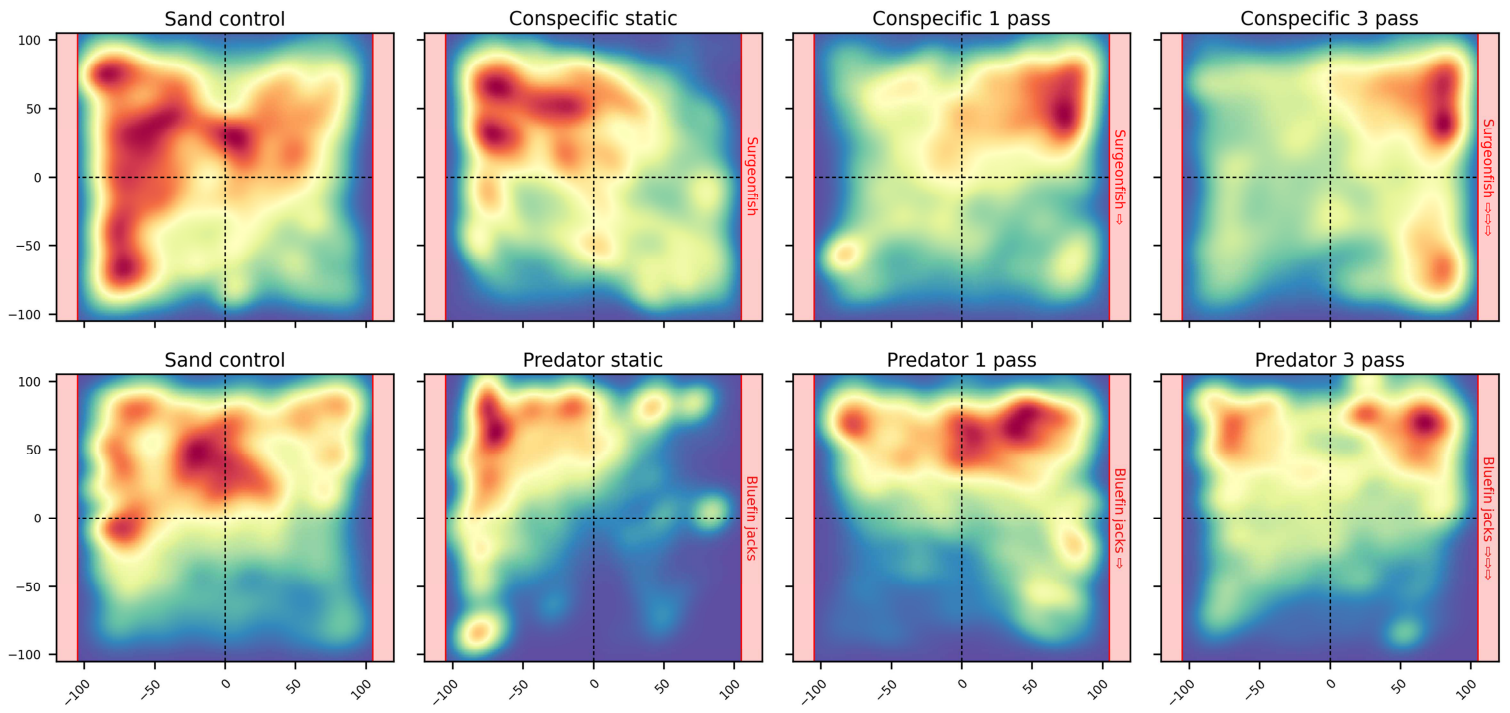 Sand control
Conspecific static
Conspecific 1 pass
Conspecific 3 pass
100
50
0
−50
−100
Surgeonfish
Surgeonfish ⇨
Surgeonfish ⇨⇨⇨
Sand control
Predator static
Predator 1 pass
Predator 3 pass
100
50
0
−50
−100
Bluefin jacks
Bluefin jacks ⇨
Bluefin jacks ⇨⇨⇨
−100 −50 0 50 100
−100 −50 0 50 100
−100 −50 0 50 100
−100 −50 0 50 100